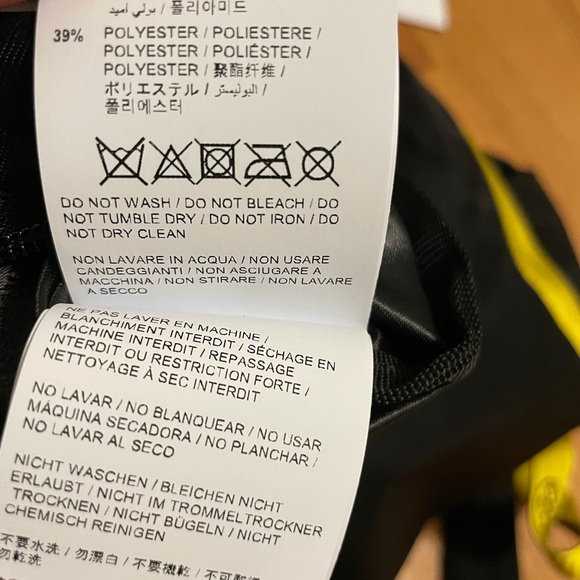 بولي أميد / 폴리아미드
39% POLYESTER / POLIESTERE /
POLYESTER / POLIÉSTER /
POLYESTER / 聚酯纤维 /
ポリエステル / البوليستر /
폴리에스터
DO NOT WASH / DO NOT BLEACH / DO
NOT TUMBLE DRY / DO NOT IRON / DO
NOT DRY CLEAN
NON LAVARE IN ACQUA / NON USARE
CANDEGGIANTI / NON ASCIUGARE A
MACCHINA / NON STIRARE / NON LAVARE
A SECCO
NE PAS LAVER EN MACHINE /
BLANCHIMENT INTERDIT / SÉCHAGE EN
MACHINE INTERDIT / REPASSAGE
INTERDIT OU RESTRICTION FORTE /
NETTOYAGE À SEC INTERDIT
NO LAVAR / NO BLANQUEAR / NO USAR
MÁQUINA SECADORA / NO PLANCHAR /
NO LAVAR AL SECO
NICHT WASCHEN / BLEICHEN NICHT
ERLAUBT / NICHT IM TROMMELTROCKNER
TROCKNEN / NICHT BÜGELN / NICHT
CHEMISCH REINIGEN
不要水洗 / 勿漂白 / 不要機乾 / 不可熨
勿乾洗